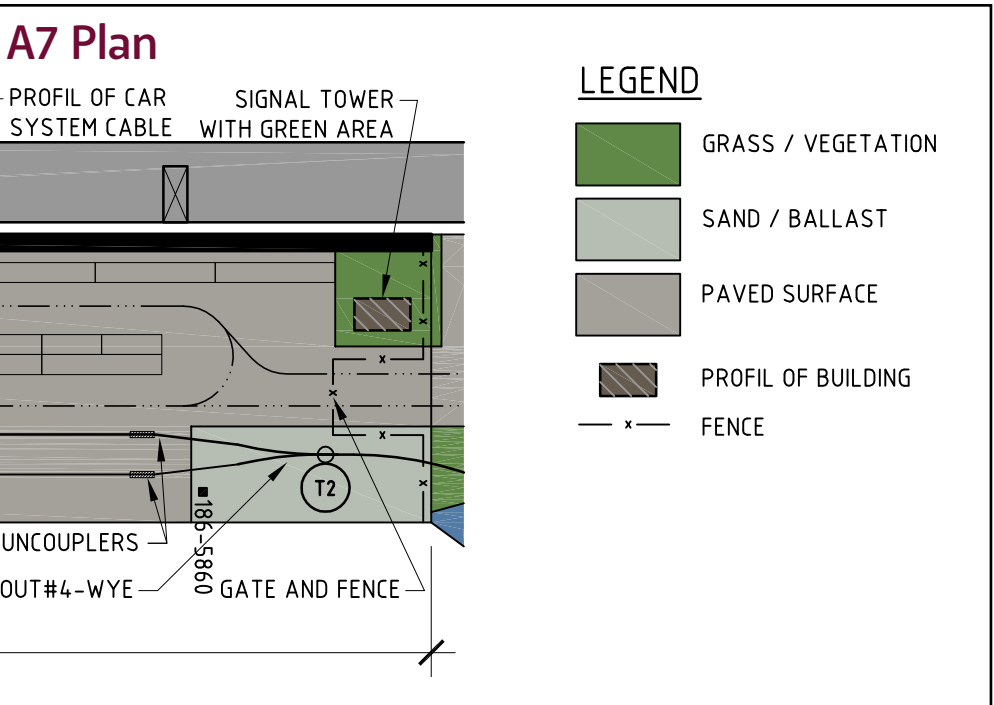 A7 Plan
PROFIL OF CAR
SYSTEM CABLE
SIGNAL TOWER
WITH GREEN AREA
T2
186-5860
UNCOUPLERS
OUT#4-WYE
GATE AND FENCE
LEGEND
GRASS / VEGETATION
SAND / BALLAST
PAVED SURFACE
PROFIL OF BUILDING
FENCE